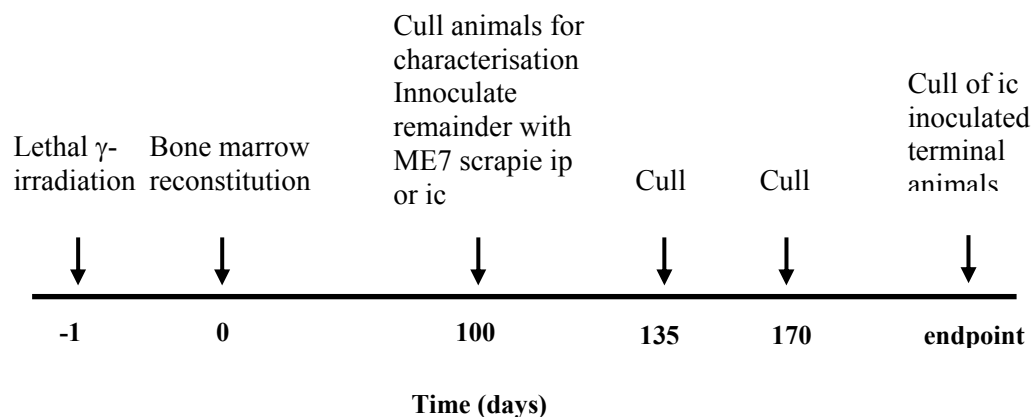 Lethal γ-
irradiation
Bone marrow
reconstitution
Cull animals for
characterisation
Innoculate
remainder with
ME7 scrapie ip
or ic
Cull
Cull
Cull of ic
inoculated
terminal
animals
-1
0
100
135
170
endpoint
Time (days)